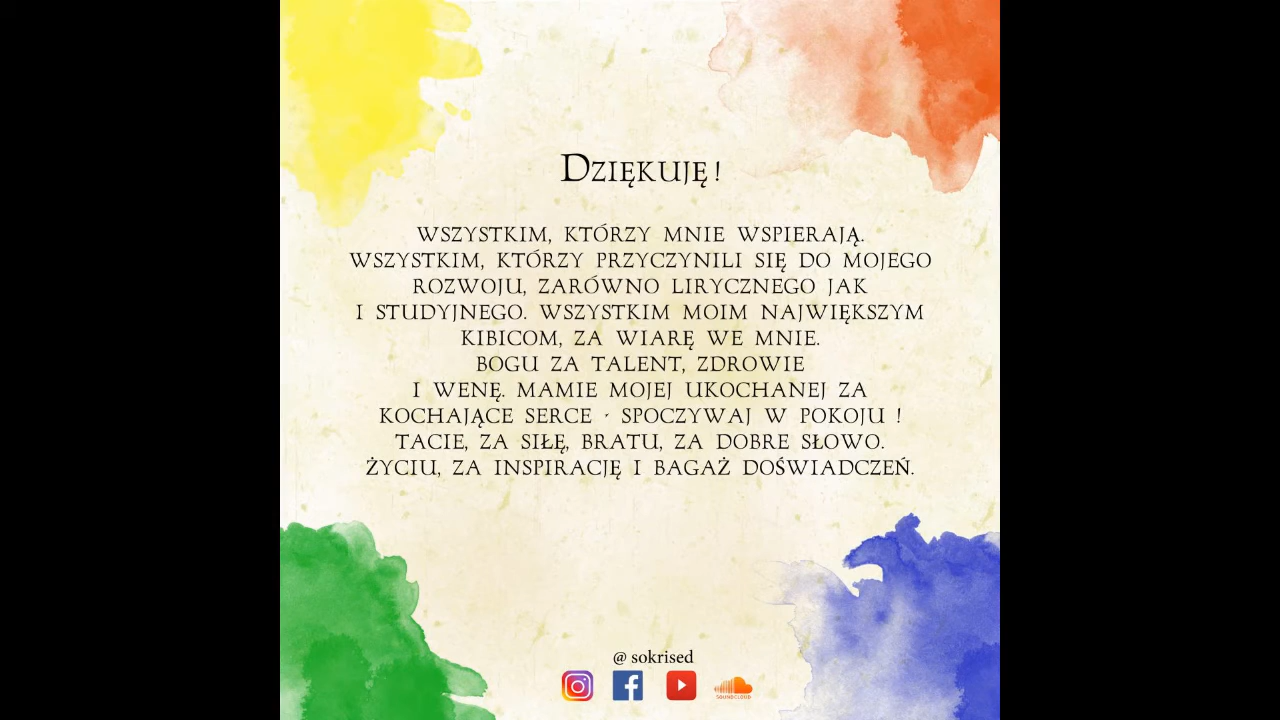 Dziękuję !
WSZYSTKIM, KTÓRZY MNIE WSPIERAJĄ.
WSZYSTKIM, KTÓRZY PRZYCZYNILI SIĘ DO MOJEGO
ROZWOJU, ZARÓWNO LIRYCZNEGO JAK
I STUDYJNEGO. WSZYSTKIM MOIM NAJWIĘKSZYM
KIBICOM, ZA WIARĘ WE MNIE.
BOGU ZA TALENT, ZDROWIE
I WENĘ. MAMIE MOJEJ UKOCHANEJ ZA
KOCHAJĄCE SERCE - SPOCZYWAJ W POKOJU !
TACIE, ZA SIŁĘ, BRATU, ZA DOBRE SŁOWO.
ŻYCIU, ZA INSPIRACJĘ I BAGAŻ DOŚWIADCZEŃ.
@ sokrised
SOUNDCLOUD